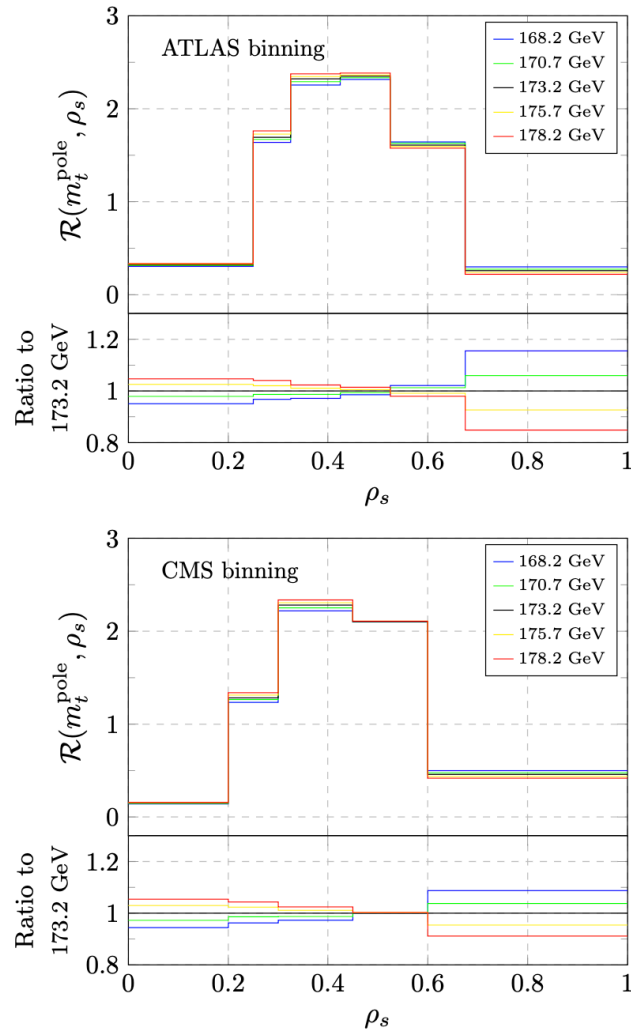 ATLAS binning
168.2 GeV
170.7 GeV
173.2 GeV
175.7 GeV
178.2 GeV
3
2
1
0
R(m_t^pole, ρ_s)
1.2
1
0.8
Ratio to
173.2 GeV
0 0.2 0.4 0.6 0.8 1
ρ_s
CMS binning
168.2 GeV
170.7 GeV
173.2 GeV
175.7 GeV
178.2 GeV
3
2
1
0
R(m_t^pole, ρ_s)
1.2
1
0.8
Ratio to
173.2 GeV
0 0.2 0.4 0.6 0.8 1
ρ_s